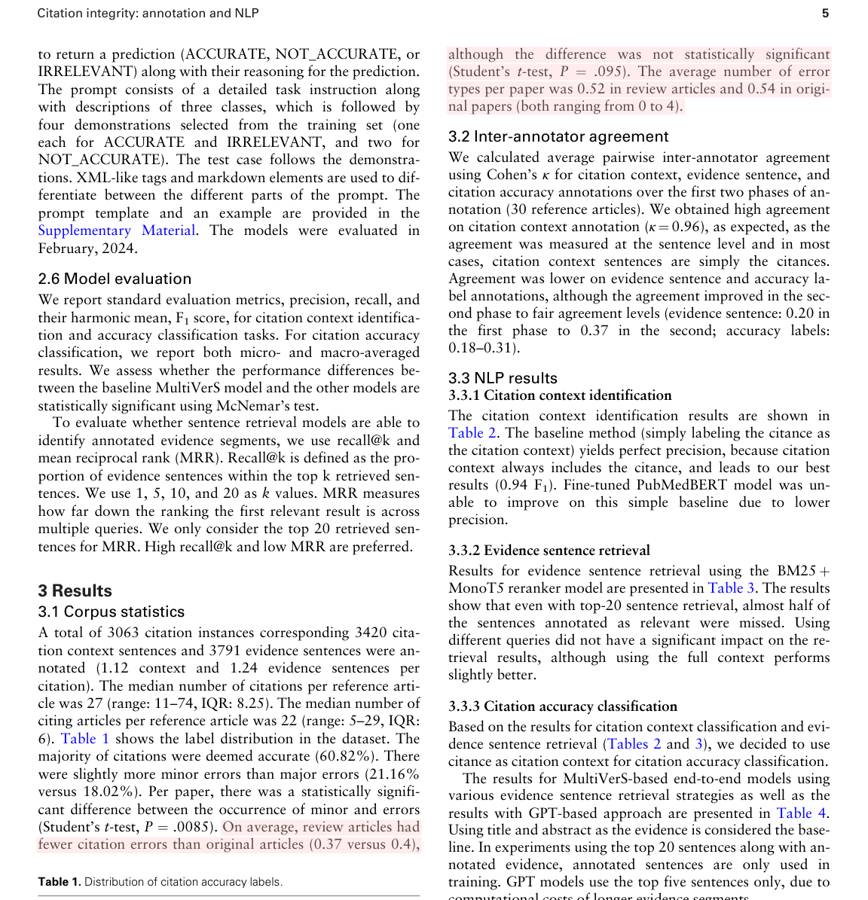 Citation integrity: annotation and NLP
5
to return a prediction (ACCURATE, NOT_ACCURATE, or
IRRELEVANT) along with their reasoning for the prediction.
The prompt consists of a detailed task instruction along
with descriptions of three classes, which is followed by
four demonstrations selected from the training set (one
each for ACCURATE and IRRELEVANT, and two for
NOT_ACCURATE). The test case follows the demonstra-
tions. XML-like tags and markdown elements are used to dif-
ferentiate between the different parts of the prompt. The
prompt template and an example are provided in the
Supplementary Material. The models were evaluated in
February, 2024.
2.6 Model evaluation
We report standard evaluation metrics, precision, recall, and
their harmonic mean, F1 score, for citation context identifica-
tion and accuracy classification tasks. For citation accuracy
classification, we report both micro- and macro-averaged
results. We assess whether the performance differences be-
tween the baseline MultiVerS model and the other models are
statistically significant using McNemar's test.
To evaluate whether sentence retrieval models are able to
identify annotated evidence segments, we use recall@k and
mean reciprocal rank (MRR). Recall@k is defined as the pro-
portion of evidence sentences within the top k retrieved sen-
tences. We use 1, 5, 10, and 20 as k values. MRR measures
how far down the ranking the first relevant result is across
multiple queries. We only consider the top 20 retrieved sen-
tences for MRR. High recall@k and low MRR are preferred.
3 Results
3.1 Corpus statistics
A total of 3063 citation instances corresponding 3420 cita-
tion context sentences and 3791 evidence sentences were an-
notated (1.12 context and 1.24 evidence sentences per
citation). The median number of citations per reference arti-
cle was 27 (range: 11–74, IQR: 8.25). The median number of
citing articles per reference article was 22 (range: 5–29, IQR:
6). Table 1 shows the label distribution in the dataset. The
majority of citations were deemed accurate (60.82%). There
were slightly more minor errors than major errors (21.16%
versus 18.02%). Per paper, there was a statistically signifi-
cant difference between the occurrence of minor and errors
(Student's t-test, P = .0085). On average, review articles had
fewer citation errors than original articles (0.37 versus 0.4),
Table 1. Distribution of citation accuracy labels.
although the difference was not statistically significant
(Student's t-test, P = .095). The average number of error
types per paper was 0.52 in review articles and 0.54 in origi-
nal papers (both ranging from 0 to 4).
3.2 Inter-annotator agreement
We calculated average pairwise inter-annotator agreement
using Cohen's κ for citation context, evidence sentence, and
citation accuracy annotations over the first two phases of an-
notation (30 reference articles). We obtained high agreement
on citation context annotation (κ = 0.96), as expected, as the
agreement was measured at the sentence level and in most
cases, citation context sentences are simply the citances.
Agreement was lower on evidence sentence and accuracy la-
bel annotations, although the agreement improved in the sec-
ond phase to fair agreement levels (evidence sentence: 0.20 in
the first phase to 0.37 in the second; accuracy labels:
0.18–0.31).
3.3 NLP results
3.3.1 Citation context identification
The citation context identification results are shown in
Table 2. The baseline method (simply labeling the citance as
the citation context) yields perfect precision, because citation
context always includes the citance, and leads to our best
results (0.94 F1). Fine-tuned PubMedBERT model was un-
able to improve on this simple baseline due to lower
precision.
3.3.2 Evidence sentence retrieval
Results for evidence sentence retrieval using the BM25 +
MonoT5 reranker model are presented in Table 3. The results
show that even with top-20 sentence retrieval, almost half of
the sentences annotated as relevant were missed. Using
different queries did not have a significant impact on the re-
trieval results, although using the full context performs
slightly better.
3.3.3 Citation accuracy classification
Based on the results for citation context classification and evi-
dence sentence retrieval (Tables 2 and 3), we decided to use
citance as citation context for citation accuracy classification.
The results for MultiVerS-based end-to-end models using
various evidence sentence retrieval strategies as well as the
results with GPT-based approach are presented in Table 4.
Using title and abstract as the evidence is considered the base-
line. In experiments using the top 20 sentences along with an-
notated evidence, annotated sentences are only used in
training. GPT models use the top five sentences only, due to
computational costs of longer evidence segments.